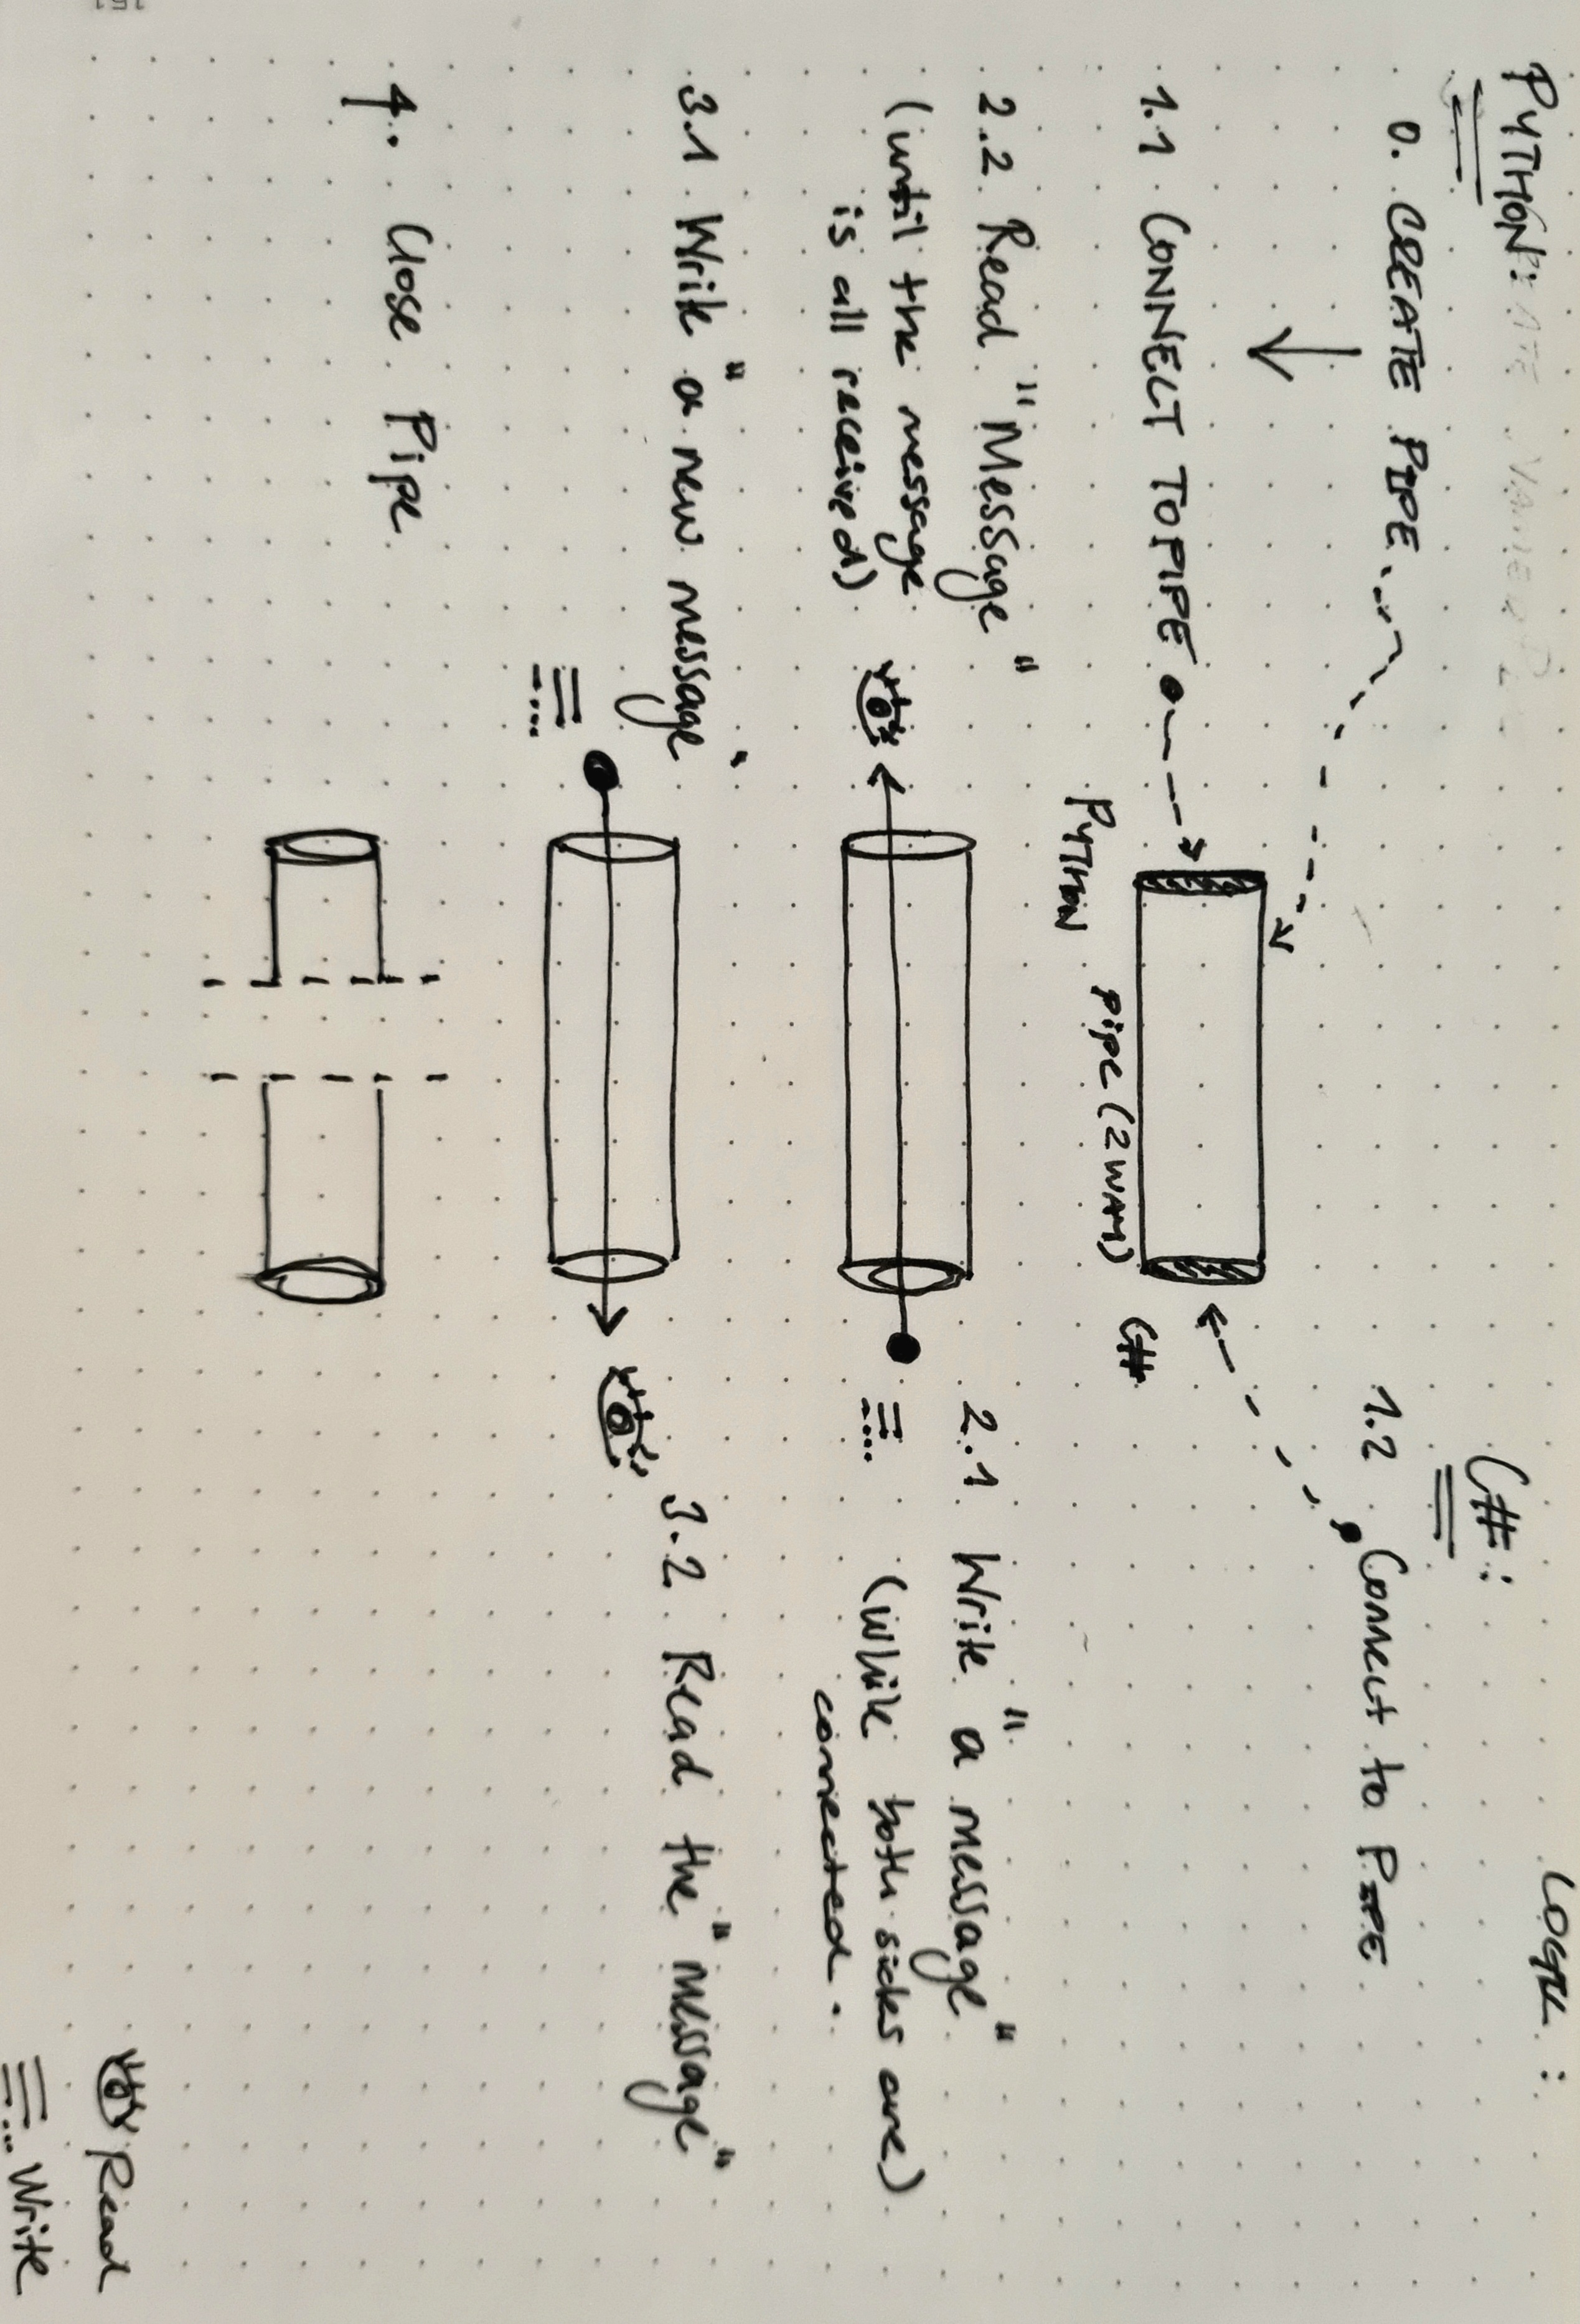 PYTHON:
LOGIC :
C# :
0. CREATE PIPE
1.2 Connect to PIPE
1.1 CONNECT TO PIPE
C#
pipe (2 WAY)
PYTHON
2.2 Read "Message"
(until the message
is all received)
2.1 Write "a message"
(while both sides are)
connected.
3.1 Write "a new message"
3.2 Read the "message"
4. Close Pipe
151
Read
Write